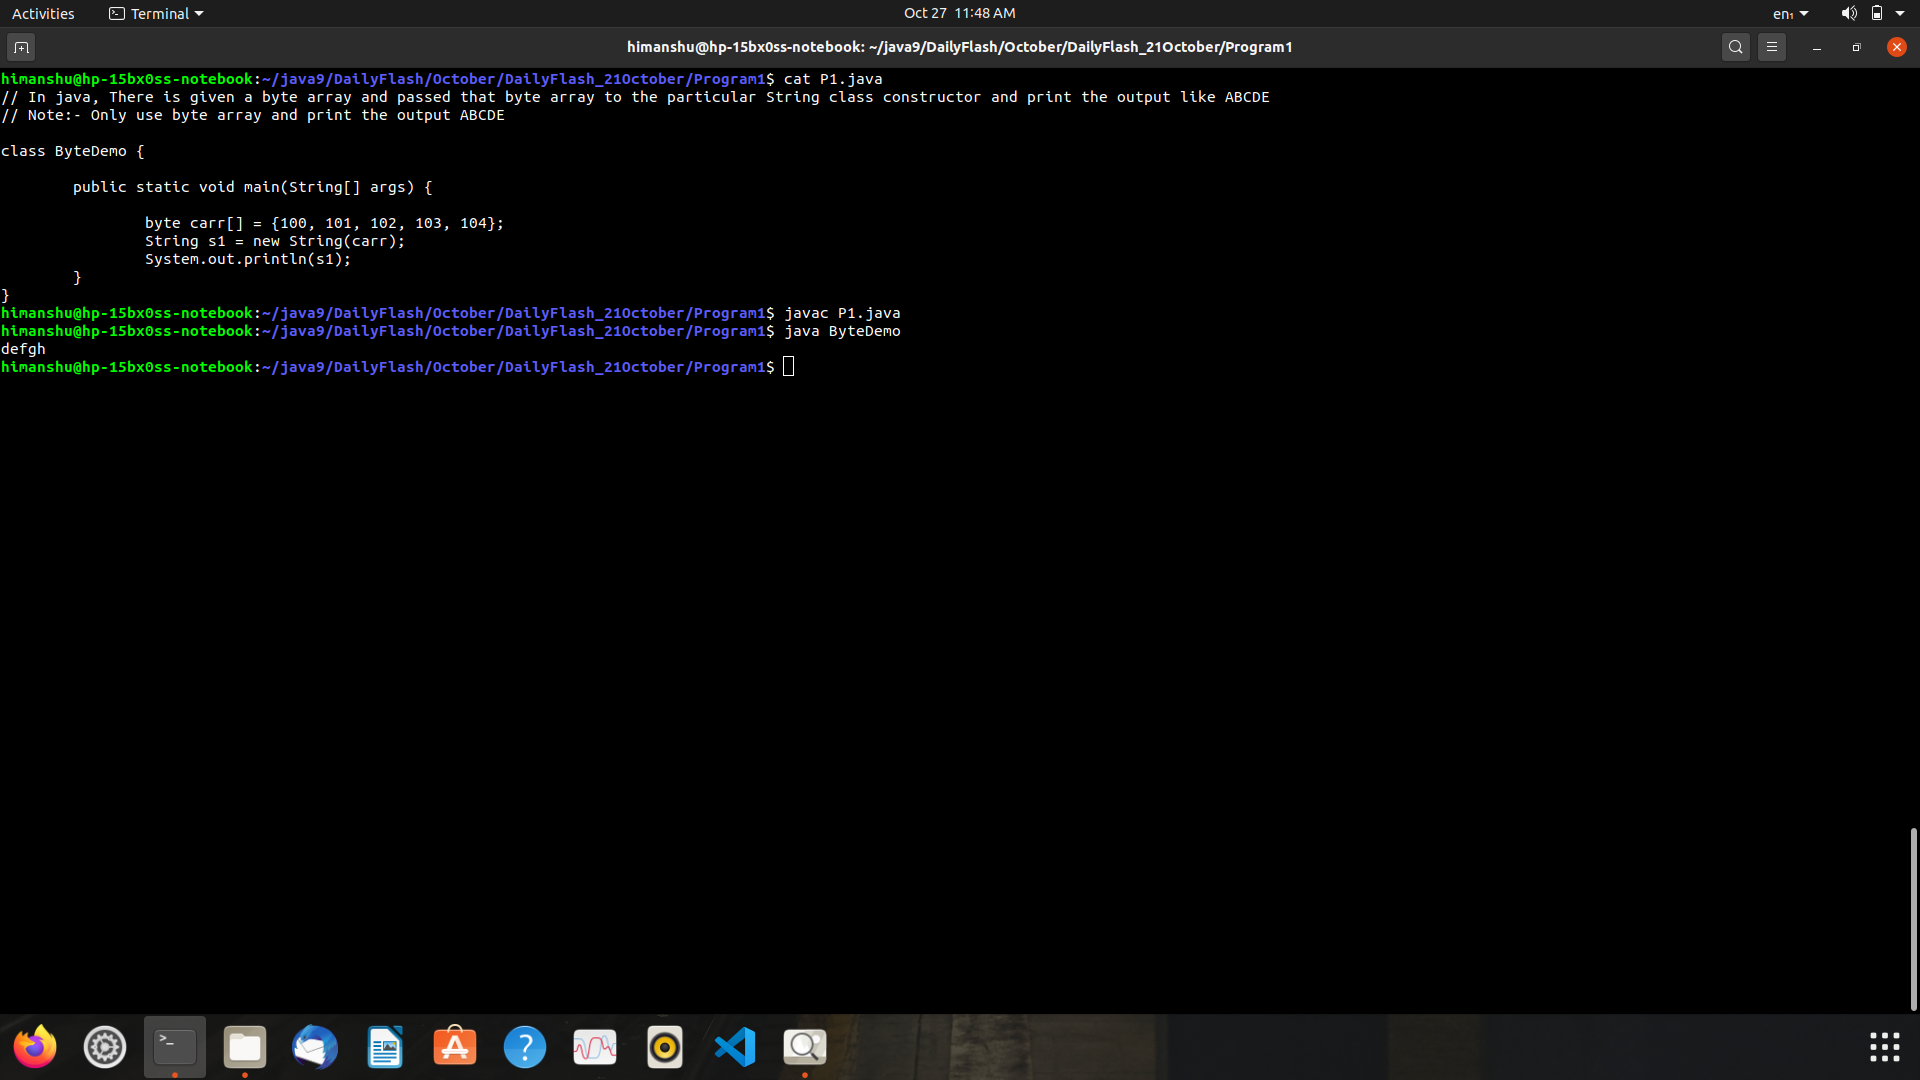 Activities
Terminal
Oct 27 11:48 AM
en₁
himanshu@hp-15bx0ss-notebook: ~/java9/DailyFlash/October/DailyFlash_21October/Program1
himanshu@hp-15bx0ss-notebook:~/java9/DailyFlash/October/DailyFlash_21October/Program1$ cat P1.java
// In java, There is given a byte array and passed that byte array to the particular String class constructor and print the output like ABCDE
// Note:- Only use byte array and print the output ABCDE
class ByteDemo {
public static void main(String[] args) {
byte carr[] = {100, 101, 102, 103, 104};
String s1 = new String(carr);
System.out.println(s1);
}
}
himanshu@hp-15bx0ss-notebook:~/java9/DailyFlash/October/DailyFlash_21October/Program1$ javac P1.java
himanshu@hp-15bx0ss-notebook:~/java9/DailyFlash/October/DailyFlash_21October/Program1$ java ByteDemo
defgh
himanshu@hp-15bx0ss-notebook:~/java9/DailyFlash/October/DailyFlash_21October/Program1$